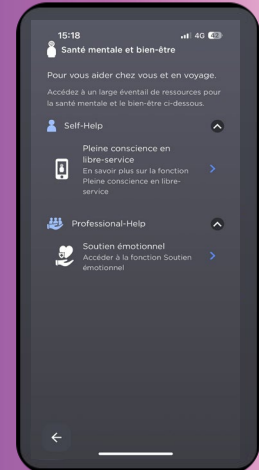 15:18
4G 42
Santé mentale et bien-être
Pour vous aider chez vous et en voyage.
Accédez à un large éventail de ressources pour
la santé mentale et le bien-être ci-dessous.
Self-Help
Pleine conscience en
libre-service
En savoir plus sur la fonction
Pleine conscience en libre-
service
Professional-Help
Soutien émotionnel
Accéder à la fonction Soutien
émotionnel